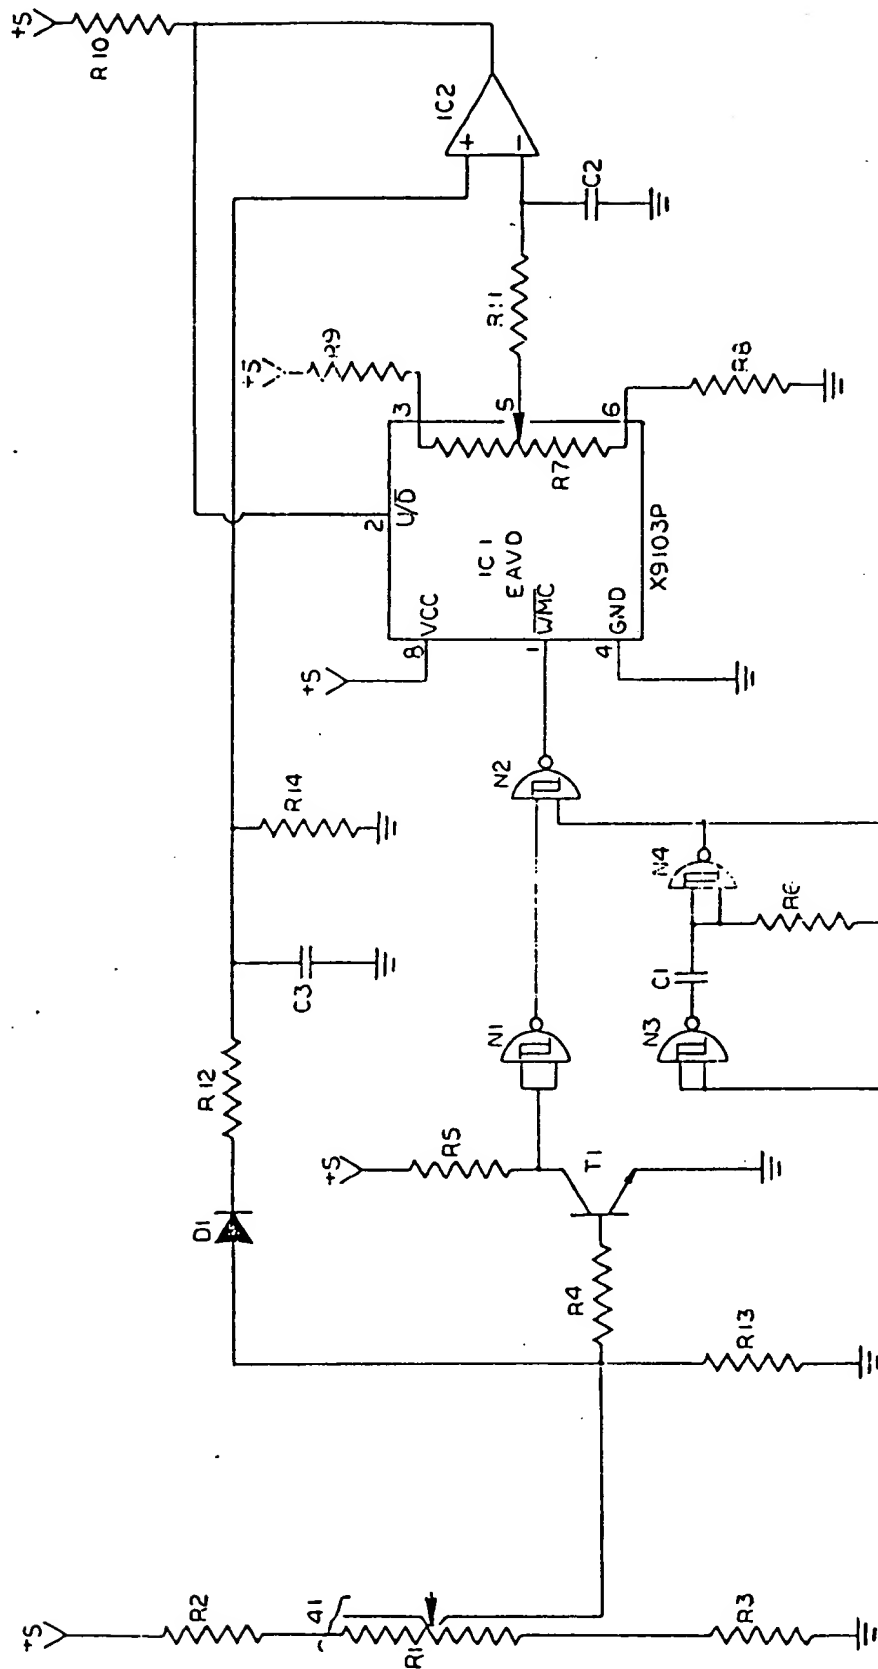 +5
R10
IC2
+
−
C2
R11
+5
R9
3
5
6
R8
R7
2
U/D̅
IC1
EAVD
X9103P
VCC
8
W̅M̅C̅
1
GND
4
+5
N2
R14
N4
C3
C1
N1
N3
R12
+5
R5
T1
D1
R4
R13
+5
R2
41
R1
R3